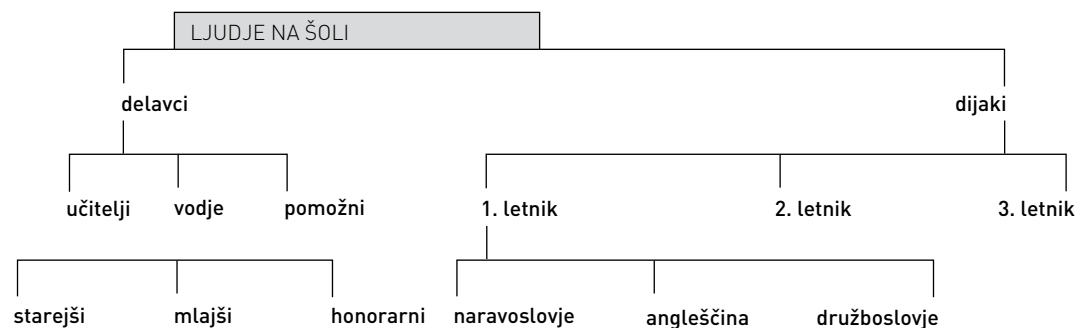 LJUDJE NA ŠOLI
delavci dijaki
učitelji vodje pomožni 1. letnik 2. letnik 3. letnik
starejši mlajši honorarni naravoslovje angleščina družboslovje